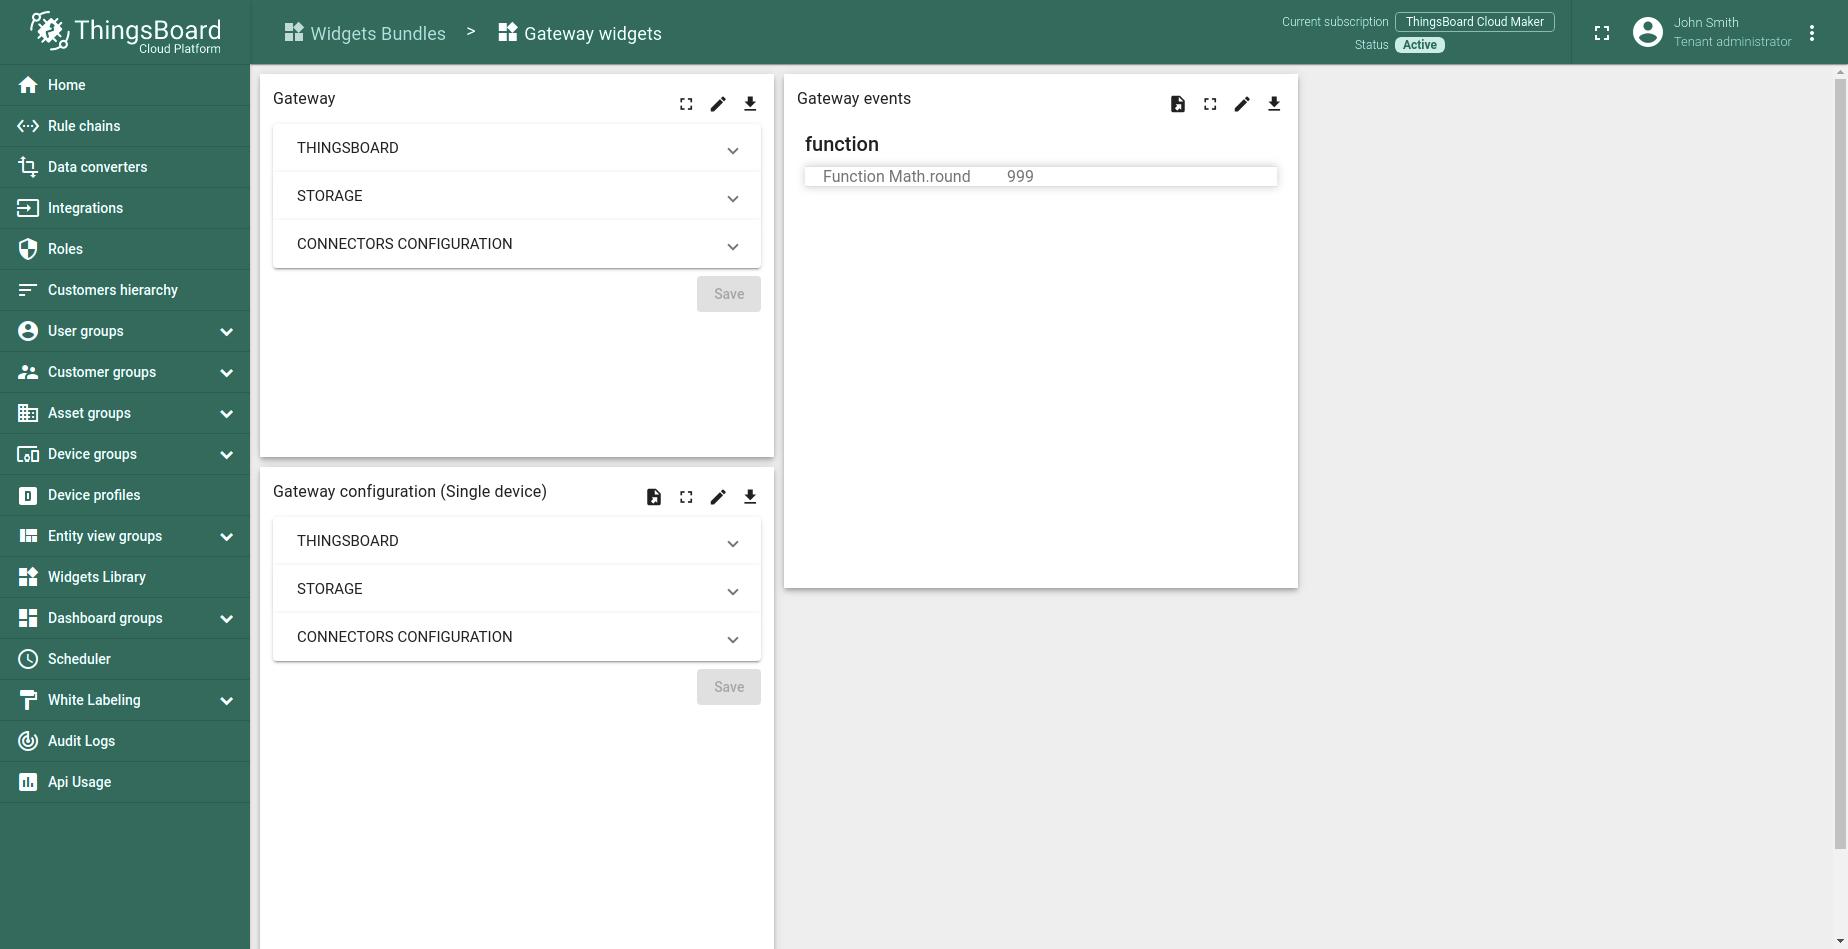 ThingsBoard
Cloud Platform
Widgets Bundles > Gateway widgets
Current subscription ThingsBoard Cloud Maker
Status Active
John Smith
Tenant administrator
Home
Rule chains
Data converters
Integrations
Roles
Customers hierarchy
User groups
Customer groups
Asset groups
Device groups
Device profiles
Entity view groups
Widgets Library
Dashboard groups
Scheduler
White Labeling
Audit Logs
Api Usage
Gateway
THINGSBOARD
STORAGE
CONNECTORS CONFIGURATION
Save
Gateway configuration (Single device)
THINGSBOARD
STORAGE
CONNECTORS CONFIGURATION
Save
Gateway events
function
Function Math.round 999